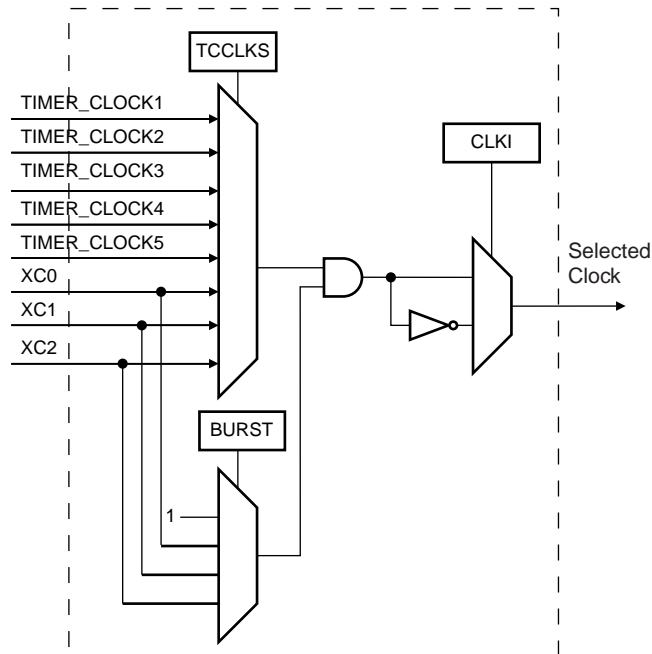 TCCLKS
TIMER_CLOCK1
TIMER_CLOCK2
TIMER_CLOCK3
TIMER_CLOCK4
TIMER_CLOCK5
XC0
XC1
XC2
CLKI
Selected
Clock
BURST
1